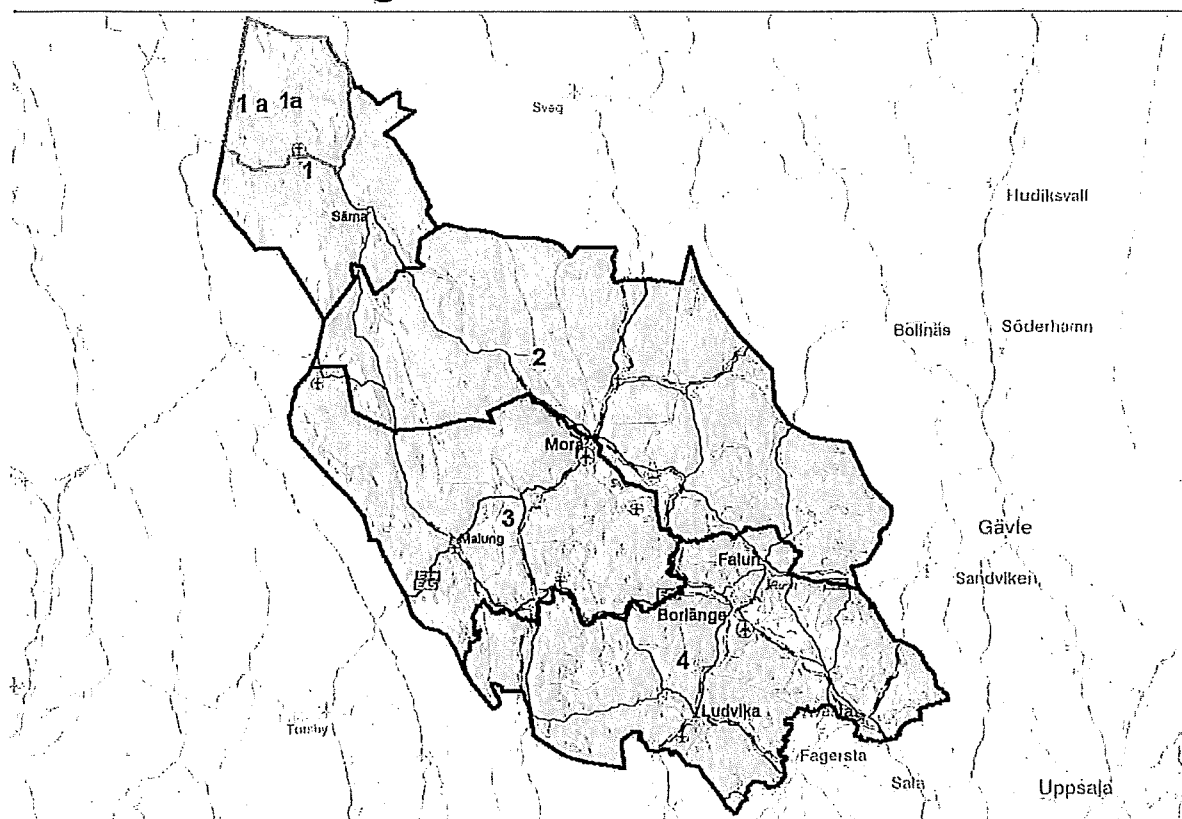 1 a 1a
Sveg
1
Hudiksvall
Särna
Bollnäs
Söderhamn
2
Mora
3
Malung
Gävle
Falun
Sandviken
Borlänge
4
Ludvika
Torsby
Fagersta
Sala
Uppsala